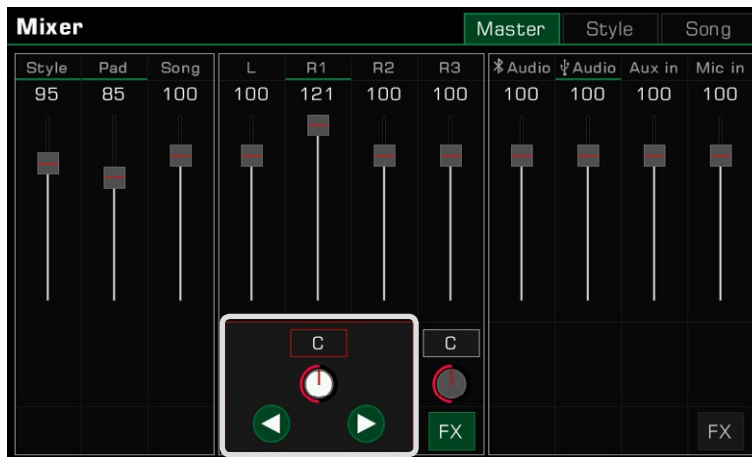 Mixer Master Style Song
Style Pad Song L R1 R2 R3 Audio Audio Aux in Mic in
95 85 100 100 121 100 100 100 100 100 100
C C
FX FX